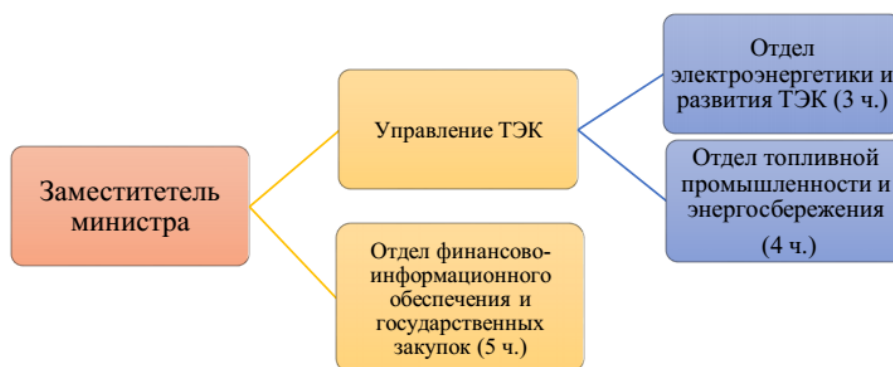 Заместитетель
министра
Управление ТЭК
Отдел финансово-
информационного
обеспечения и
государственных
закупок (5 ч.)
Отдел
электроэнергетики и
развития ТЭК (3 ч.)
Отдел топливной
промышленности и
энергосбережения
(4 ч.)